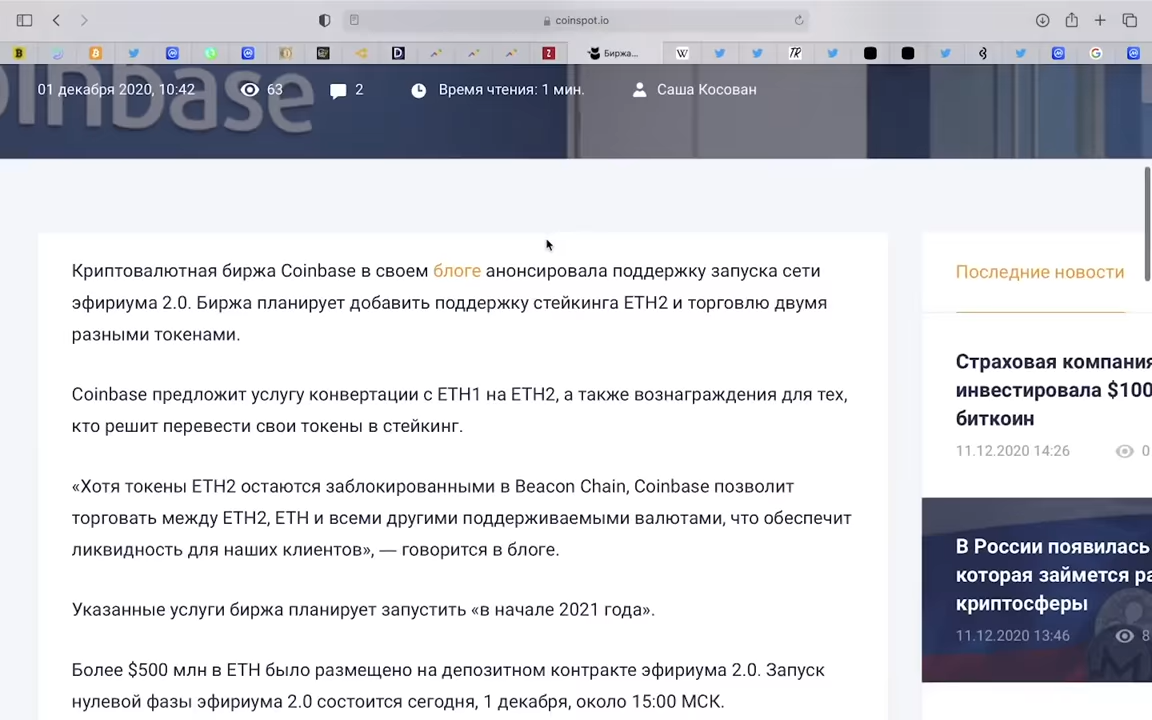 coinspot.io
Биржа...
oinbase
01 декабря 2020, 10:42
63
2
Время чтения: 1 мин.
Саша Косован
Криптовалютная биржа Coinbase в своем блоге анонсировала поддержку запуска сети
эфириума 2.0. Биржа планирует добавить поддержку стейкинга ETH2 и торговлю двумя
разными токенами.
Coinbase предложит услугу конвертации с ETH1 на ETH2, а также вознаграждения для тех,
кто решит перевести свои токены в стейкинг.
«Хотя токены ETH2 остаются заблокированными в Beacon Chain, Coinbase позволит
торговать между ETH2, ETH и всеми другими поддерживаемыми валютами, что обеспечит
ликвидность для наших клиентов», — говорится в блоге.
Указанные услуги биржа планирует запустить «в начале 2021 года».
Более $500 млн в ETH было размещено на депозитном контракте эфириума 2.0. Запуск
нулевой фазы эфириума 2.0 состоится сегодня, 1 декабря, около 15:00 МСК.
Последние новости
Страховая компания
инвестировала $100
биткоин
11.12.2020 14:26
0
В России появилась
которая займется ра
криптосферы
11.12.2020 13:46
8